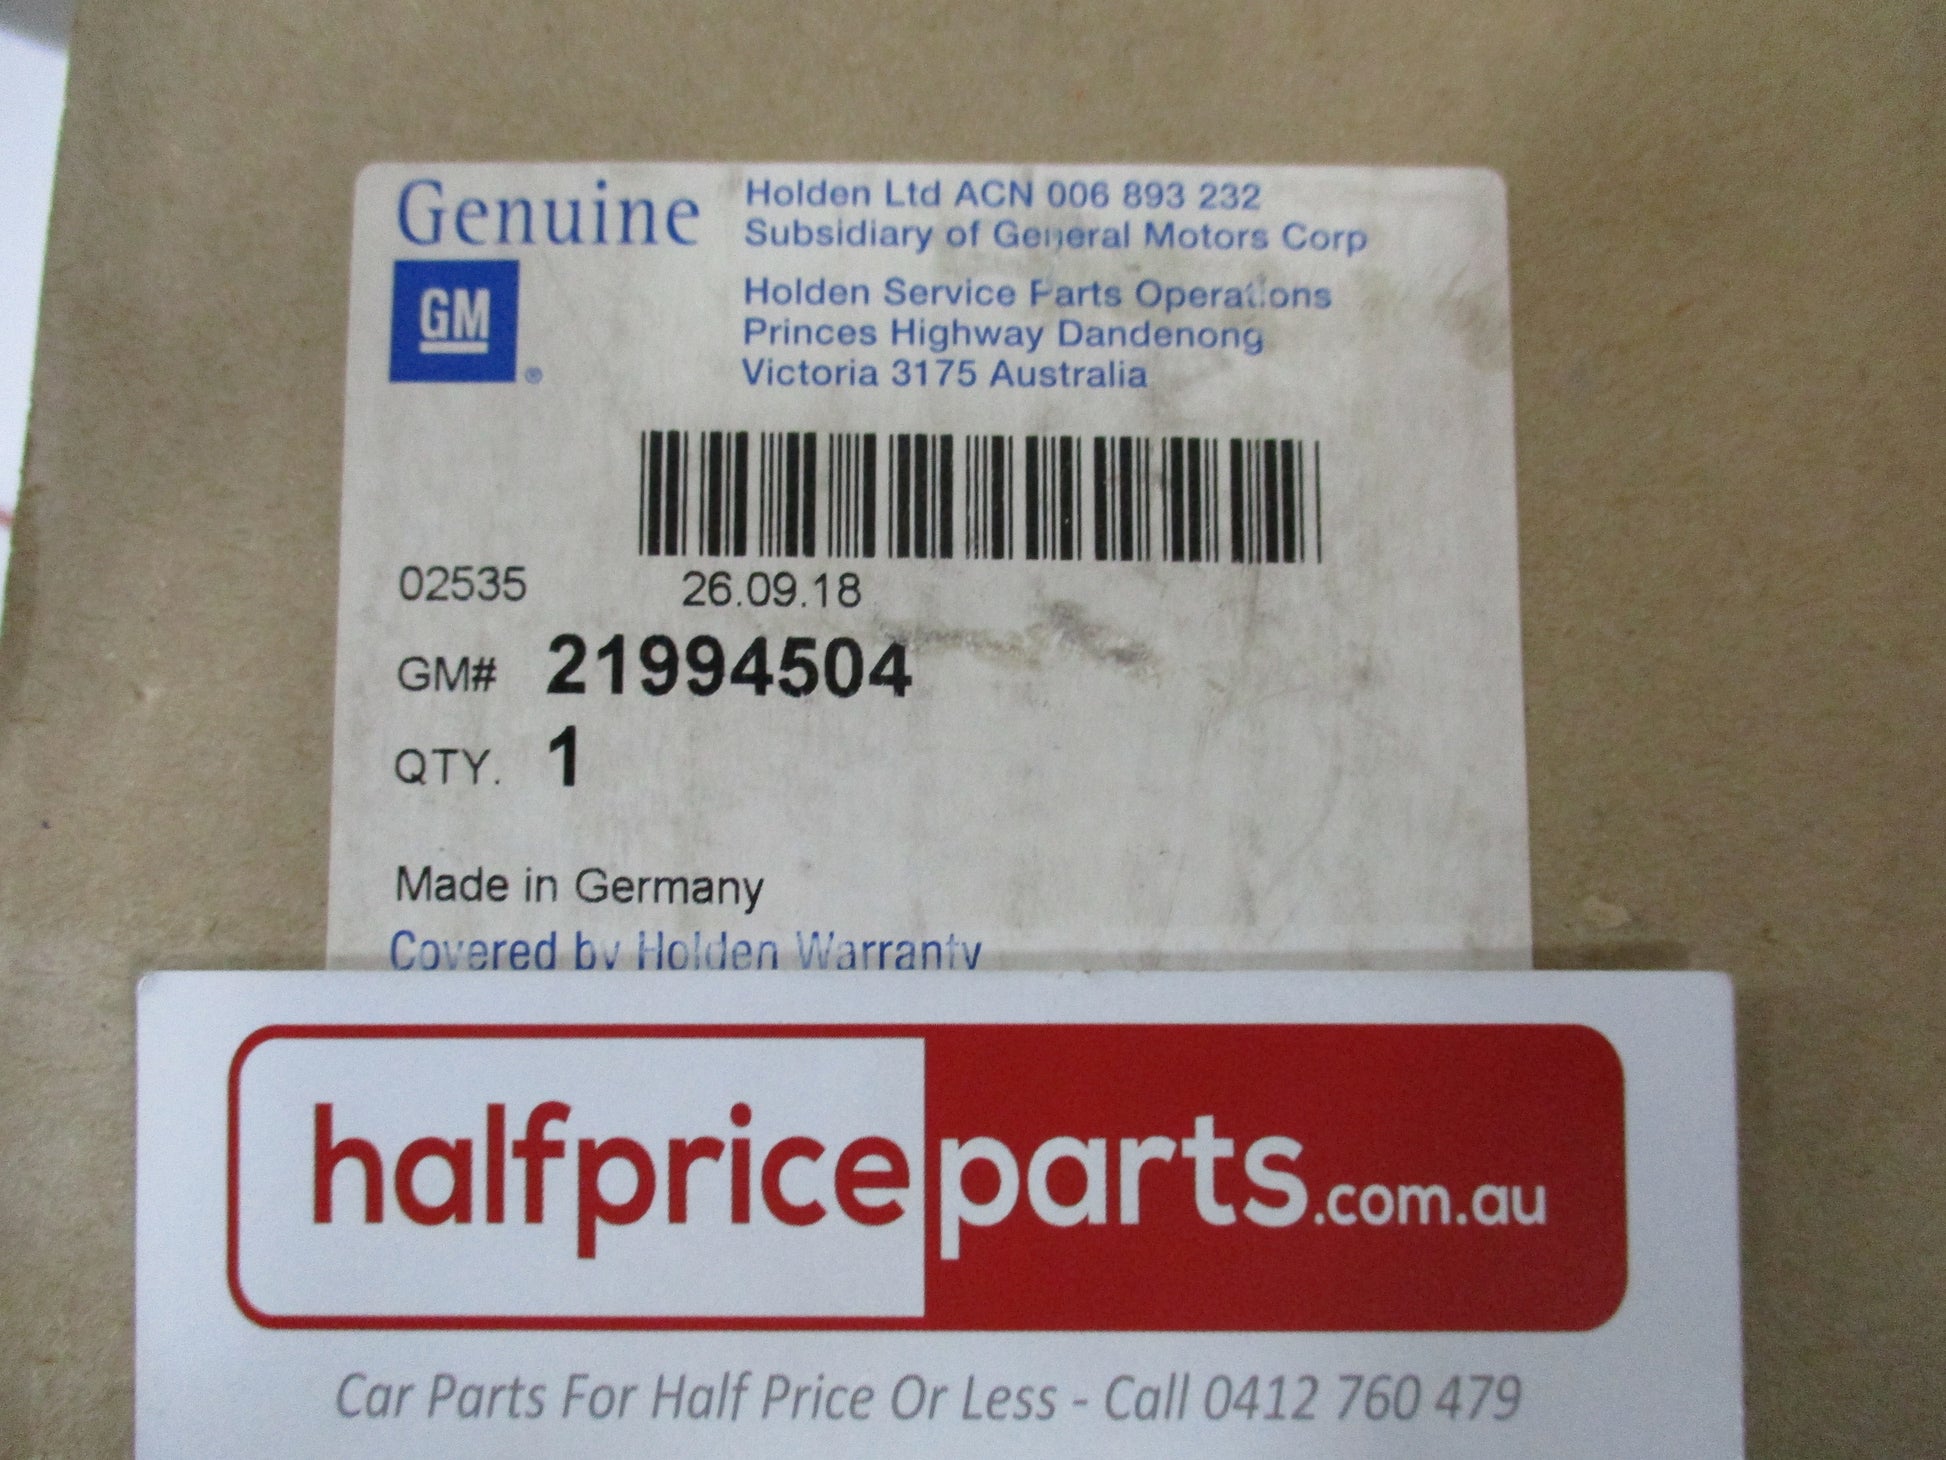 Genuine
GM
®
Holden Ltd ACN 006 893 232
Subsidiary of General Motors Corp
Holden Service Parts Operations
Princes Highway Dandenong
Victoria 3175 Australia
02535 26.09.18
GM# 21994504
QTY. 1
Made in Germany
Covered by Holden Warranty
halfpriceparts.com.au
Car Parts For Half Price Or Less - Call 0412 760 479